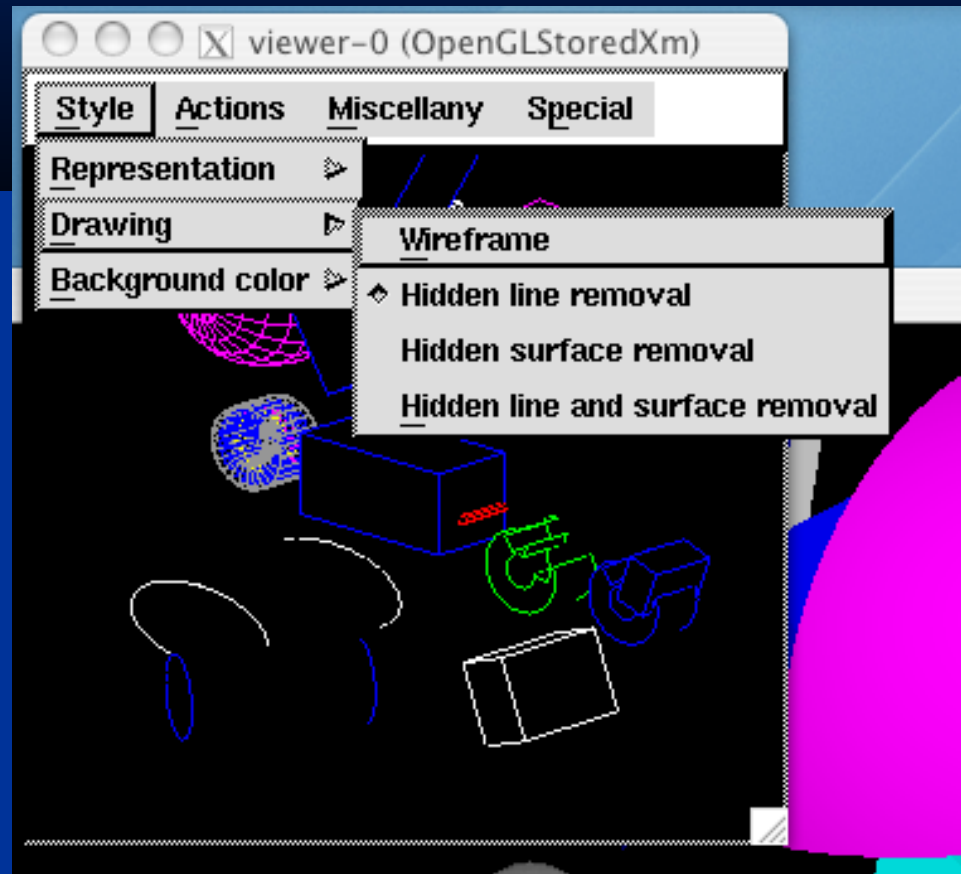 viewer-0 (OpenGLStoredXm)
Style Actions Miscellany Special
Representation
Drawing
Background color
Wireframe
Hidden line removal
Hidden surface removal
Hidden line and surface removal